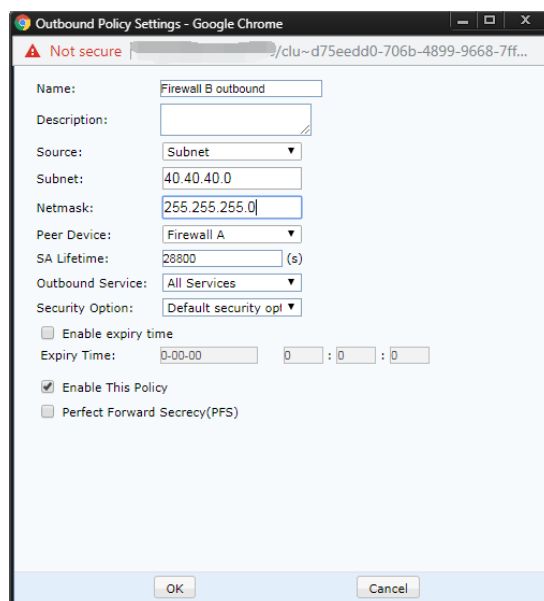 Outbound Policy Settings - Google Chrome
Not secure /clu~d75eedd0-706b-4899-9668-7ff...
Name: Firewall B outbound
Description:
Source: Subnet
Subnet: 40.40.40.0
Netmask: 255.255.255.0
Peer Device: Firewall A
SA Lifetime: 28800 (s)
Outbound Service: All Services
Security Option: Default security opt
Enable expiry time
Expiry Time: 0-00-00 0 : 0 : 0
Enable This Policy
Perfect Forward Secrecy(PFS)
OK Cancel